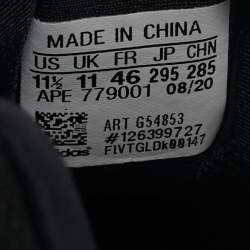 MADE IN CHINA
US UK FR JP CHN
11½ 11 46 295 285
APE 779001 08/20
ART G54853
#126399727
adidas FIVTGLDk00147